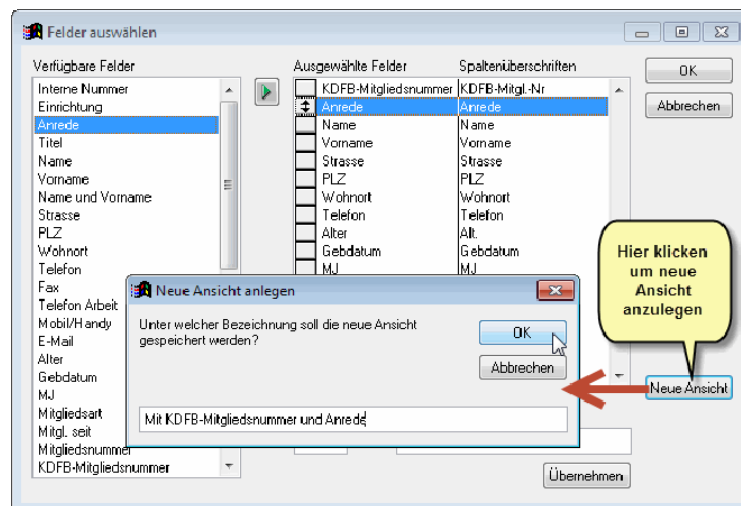 Felder auswählen
Verfügbare Felder
Interne Nummer
Einrichtung
Anrede
Titel
Name
Vorname
Name und Vorname
Strasse
PLZ
Wohnort
Telefon
Fax
Telefon Arbeit
Mobil/Handy
E-Mail
Alter
Gebdatum
MJ
Mitgliedsart
Mitgl. seit
Mitgliedsnummer
KDFB-Mitgliedsnummer
Ausgewählte Felder Spaltenüberschriften
KDFB-Mitgliedsnummer KDFB-Mitgl.-Nr
Anrede Anrede
Name Name
Vorname Vorname
Strasse Strasse
PLZ PLZ
Wohnort Wohnort
Telefon Telefon
Alter Alt.
Gebdatum Gebdatum
MJ MJ
OK
Abbrechen
Hier klicken
um neue
Ansicht
anzulegen
Neue Ansicht
Neue Ansicht anlegen
Unter welcher Bezeichnung soll die neue Ansicht
gespeichert werden?
OK
Abbrechen
Mit KDFB-Mitgliedsnummer und Anrede
Übernehmen